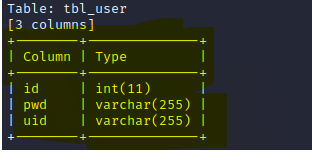 Table: tbl_user
[3 columns]
+--------+--------------+
| Column | Type         |
+--------+--------------+
| id     | int(11)      |
| pwd    | varchar(255) |
| uid    | varchar(255) |
+--------+--------------+